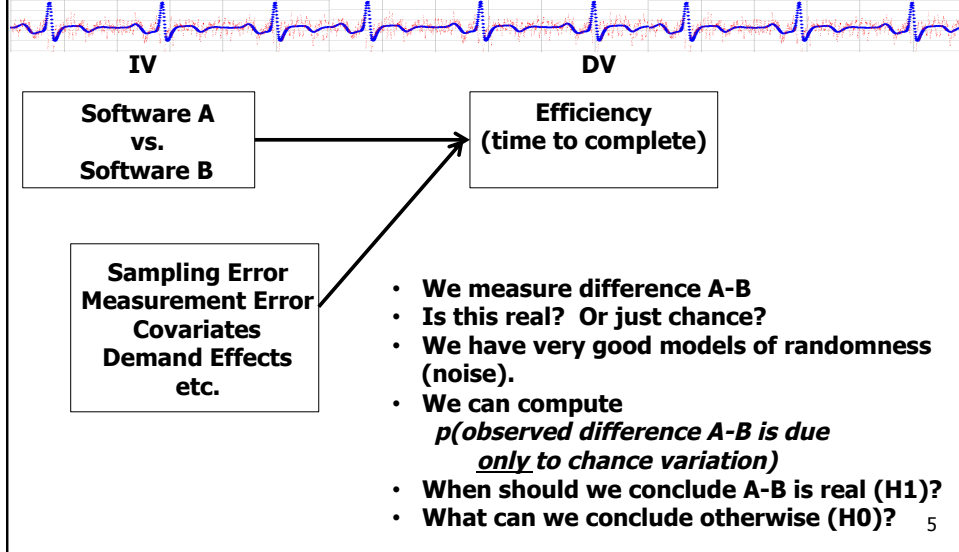 IV
DV
Software A
vs.
Software B
Efficiency
(time to complete)
Sampling Error
Measurement Error
Covariates
Demand Effects
etc.
• We measure difference A-B
• Is this real? Or just chance?
• We have very good models of randomness
(noise).
• We can compute
p(observed difference A-B is due
only to chance variation)
• When should we conclude A-B is real (H1)?
• What can we conclude otherwise (H0)?
5